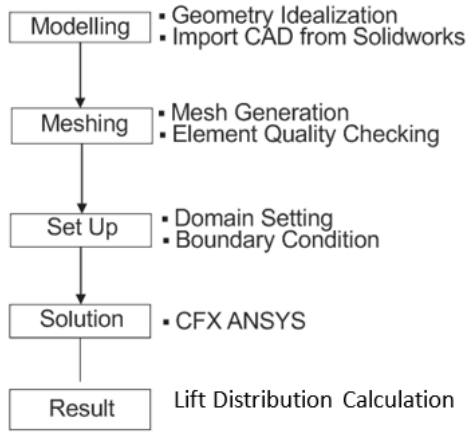 Modelling
▪ Geometry Idealization
▪ Import CAD from Solidworks
Meshing
▪ Mesh Generation
▪ Element Quality Checking
Set Up
▪ Domain Setting
▪ Boundary Condition
Solution
▪ CFX ANSYS
Result
Lift Distribution Calculation